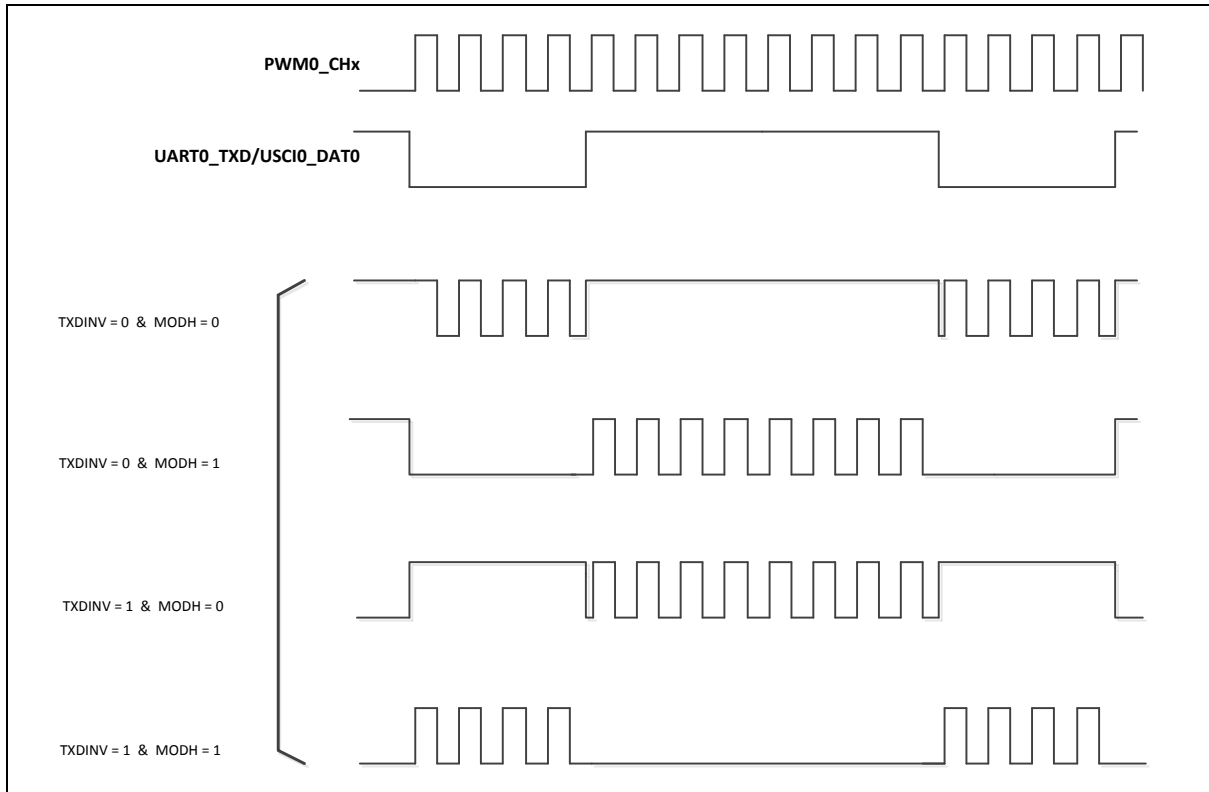 PWM0_CHx
UART0_TXD/USCI0_DAT0
TXDINV = 0 & MODH = 0
TXDINV = 0 & MODH = 1
TXDINV = 1 & MODH = 0
TXDINV = 1 & MODH = 1